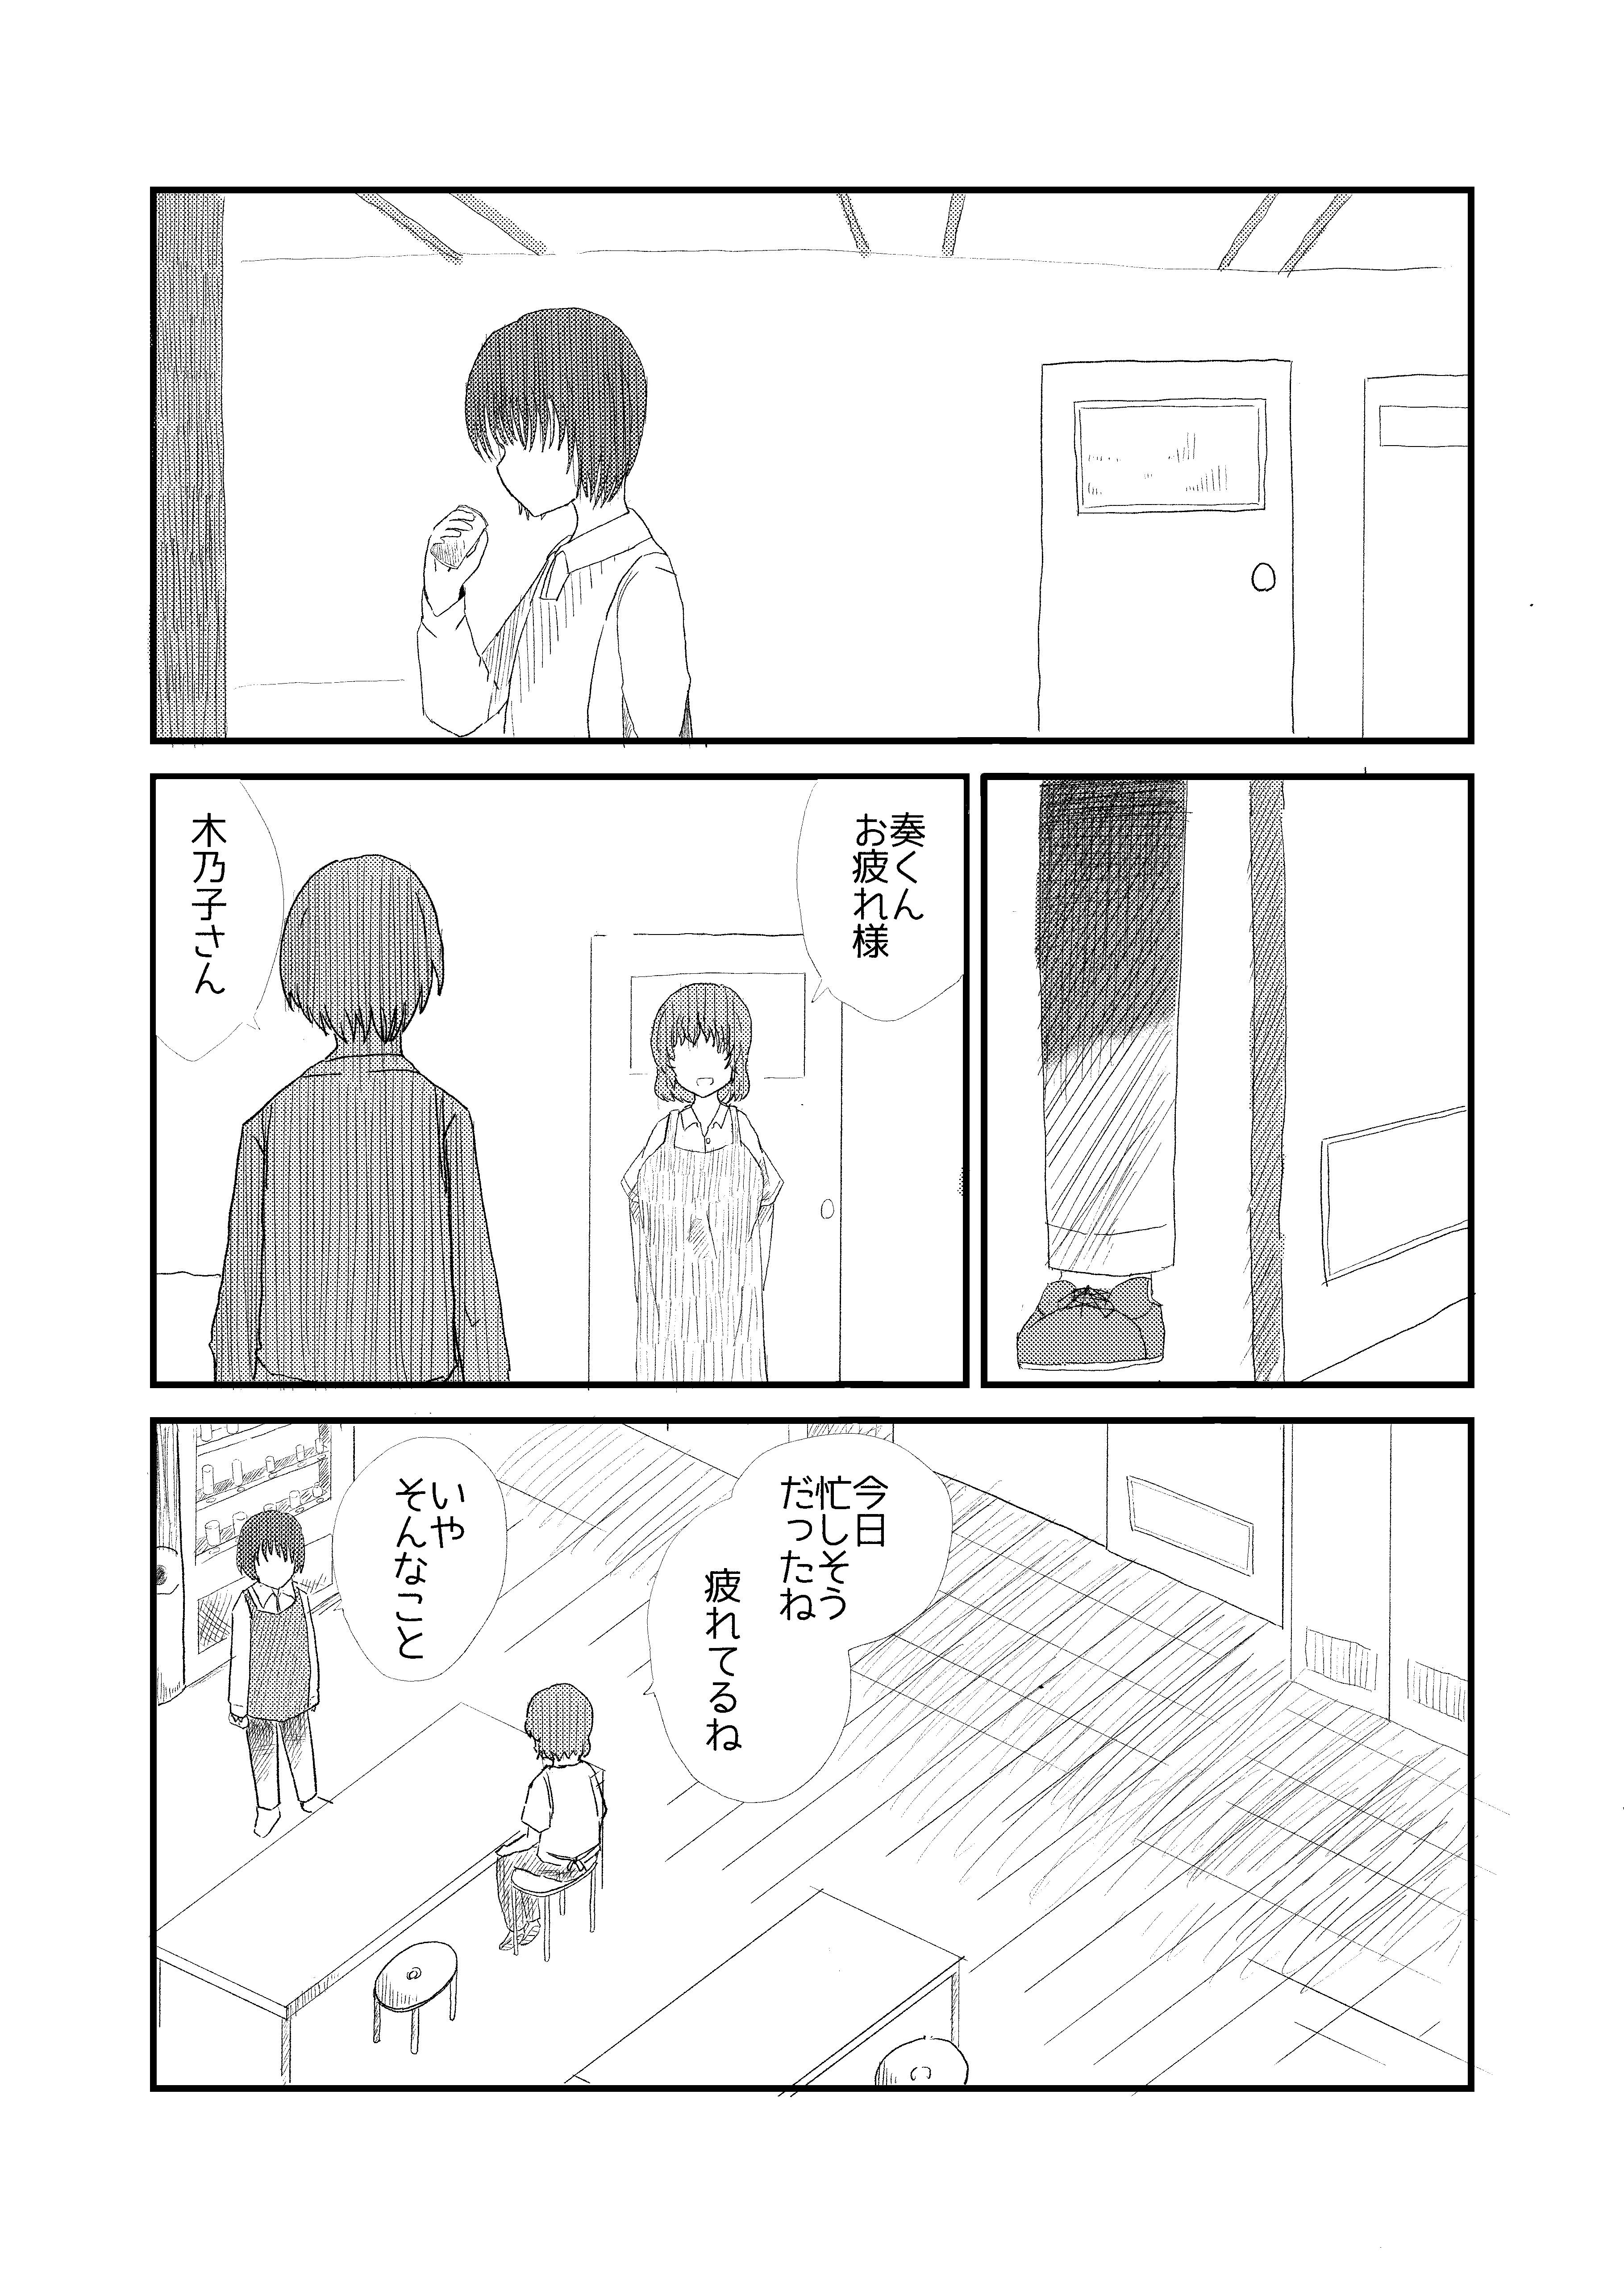 奏くん
お疲れ様
木乃子さん
今日
忙しそう
だったね
疲れてるね
いや
そんなこと